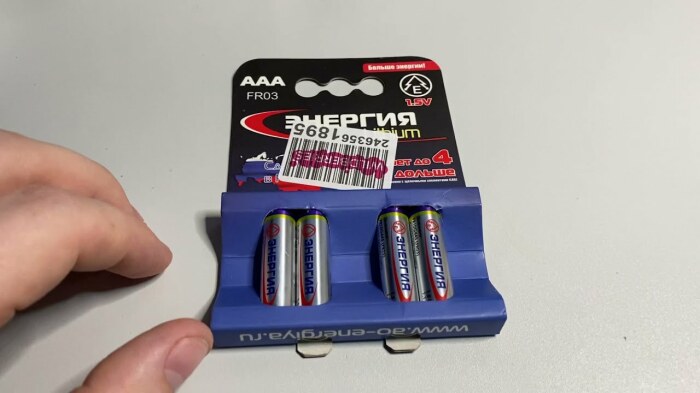 Больше энергии!
AAA
FR03
E
1.5V
ЭНЕРГИЯ
Lithium
2463561895
WILDBERRIES
до 4
дольше
ЭНЕРГИЯ
ЭНЕРГИЯ
ЭНЕРГИЯ
ЭНЕРГИЯ
www.ao-energiya.ru